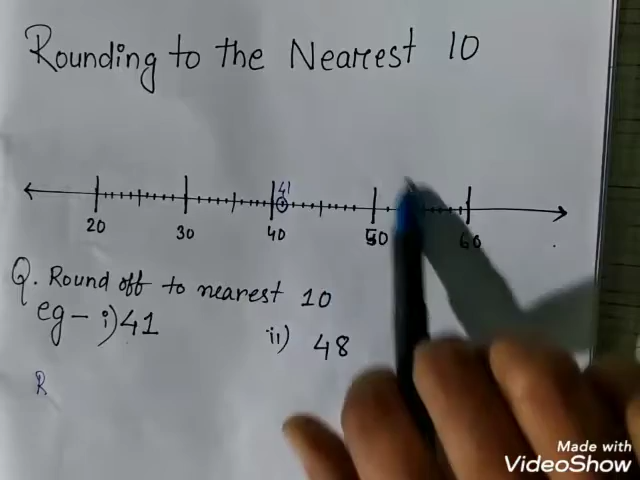 Rounding to the Nearest 10
41
20 30 40 50 60
Q. Round off to nearest 10
eg - i) 41
ii) 48
R
Made with
VideoShow